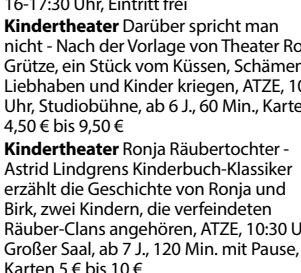 16-17:30 Uhr, Eintritt frei
Kindertheater Darüber spricht man
nicht - Nach der Vorlage von Theater Ro
Grütze, ein Stück vom Küssen, Schämen
Liebhaben und Kinder kriegen, ATZE, 10
Uhr, Studiobühne, ab 6 J., 60 Min., Karte
4,50 € bis 9,50 €
Kindertheater Ronja Räubertochter -
Astrid Lindgrens Kinderbuch-Klassiker
erzählt die Geschichte von Ronja und
Birk, zwei Kindern, die verfeindeten
Räuber-Clans angehören, ATZE, 10:30 U
Großer Saal, ab 7 J., 120 Min. mit Pause,
Karten 5 € bis 10 €